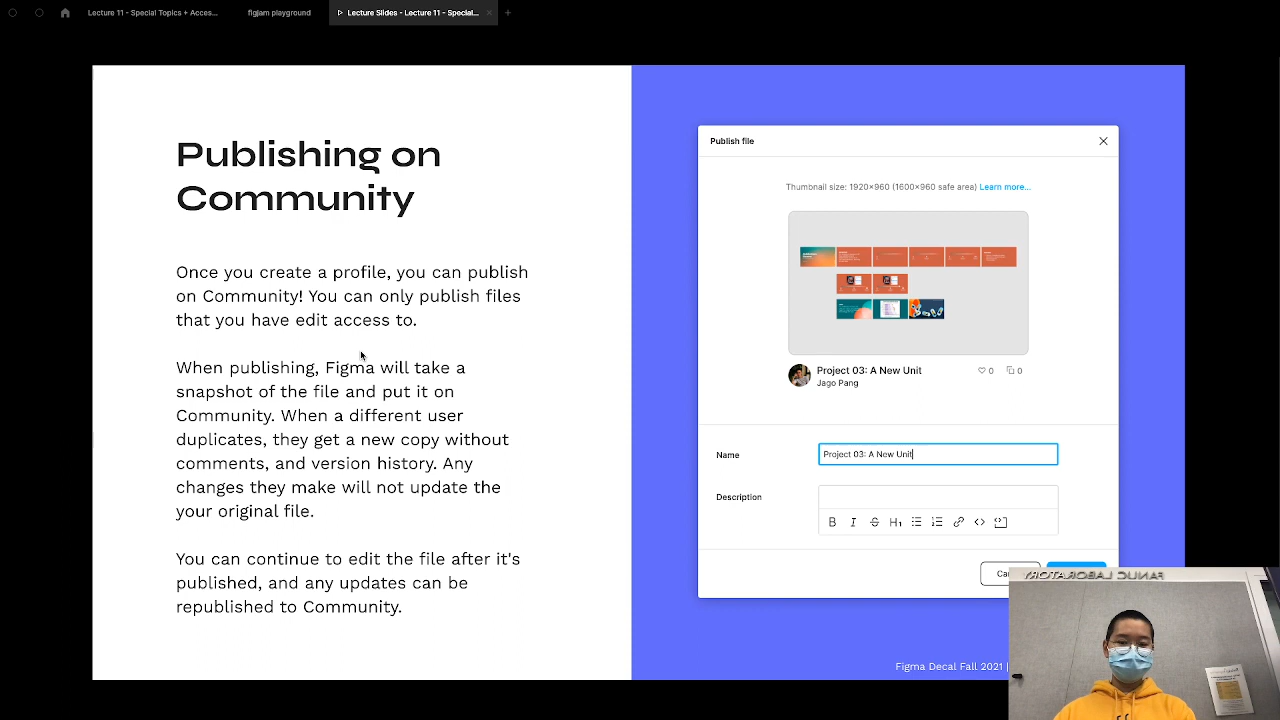 Lecture 11 - Special Topics + Acces...
figjam playground
Lecture Slides - Lecture 11 - Special...
Publishing on
Community
Once you create a profile, you can publish
on Community! You can only publish files
that you have edit access to.
When publishing, Figma will take a
snapshot of the file and put it on
Community. When a different user
duplicates, they get a new copy without
comments, and version history. Any
changes they make will not update the
your original file.
You can continue to edit the file after it's
published, and any updates can be
republished to Community.
Publish file
Thumbnail size: 1920×960 (1600×960 safe area) Learn more...
Project 03: A New Unit
Jago Pang
0
0
Name
Project 03: A New Unit
Description
B I S H1
Ca
FANUC LABORATORY
Figma Decal Fall 2021 |